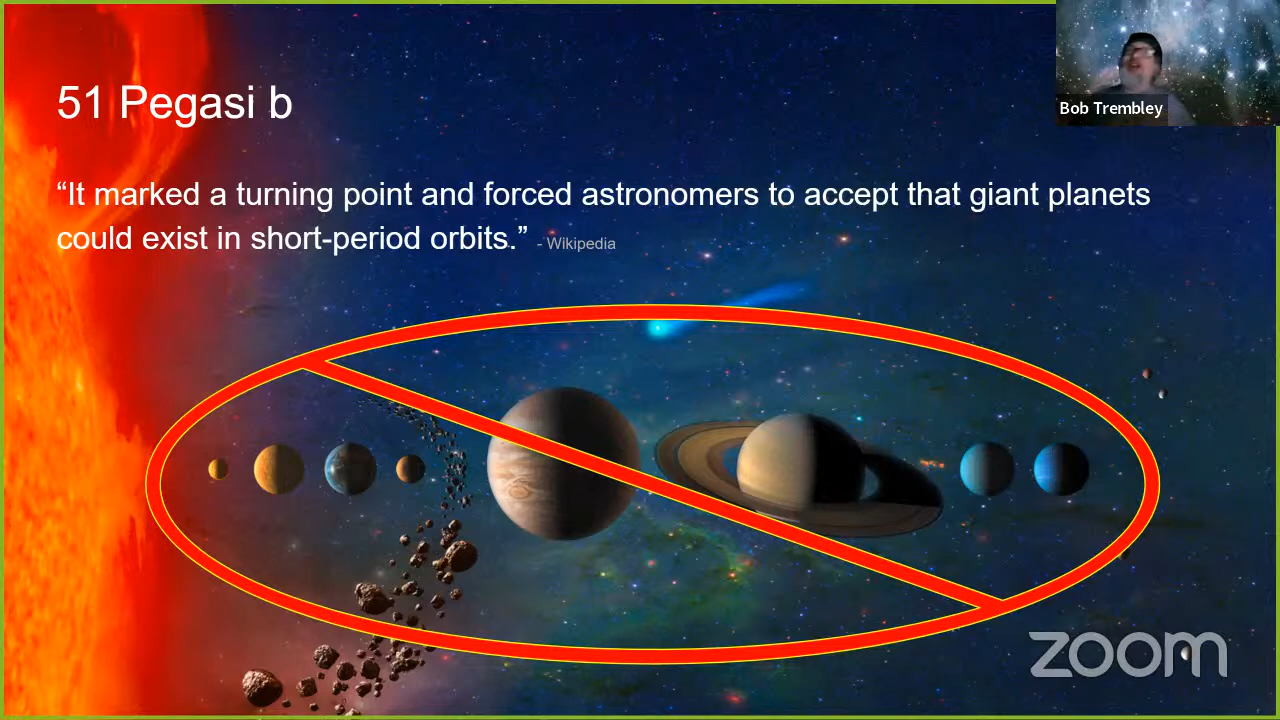 51 Pegasi b
Bob Trembley
“It marked a turning point and forced astronomers to accept that giant planets
could exist in short-period orbits.” - Wikipedia
zoom